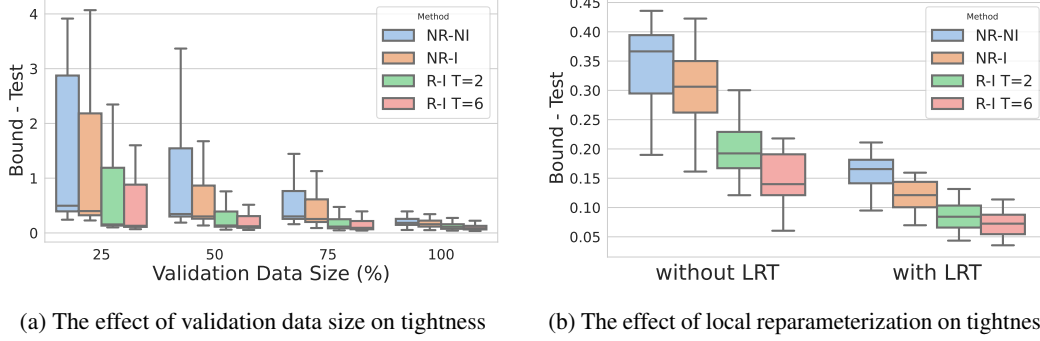 4
3
2
1
0
Bound - Test
Method
NR-NI
NR-I
R-I T=2
R-I T=6
25
50
75
100
Validation Data Size (%)
(a) The effect of validation data size on tightness
0.45
0.40
0.35
0.30
0.25
0.20
0.15
0.10
0.05
Bound - Test
Method
NR-NI
NR-I
R-I T=2
R-I T=6
without LRT
with LRT
(b) The effect of local reparameterization on tightnes